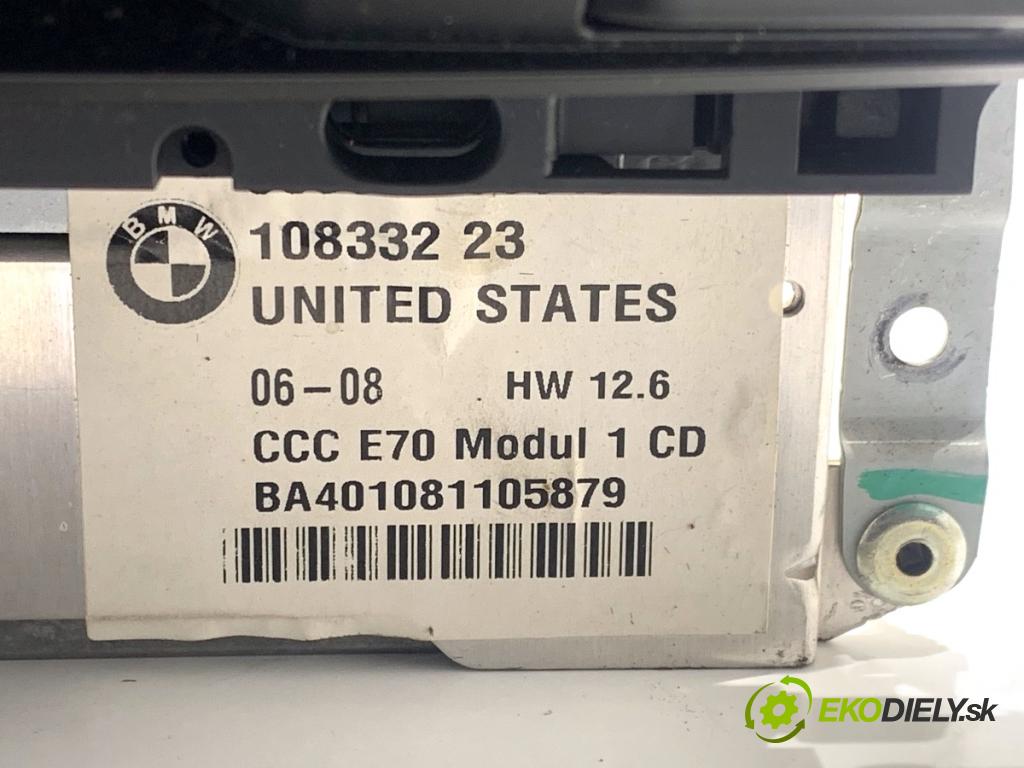 BMW
108332 23
UNITED STATES
06-08 HW 12.6
CCC E70 Modul 1 CD
BA401081105879
EKODIELY.sk